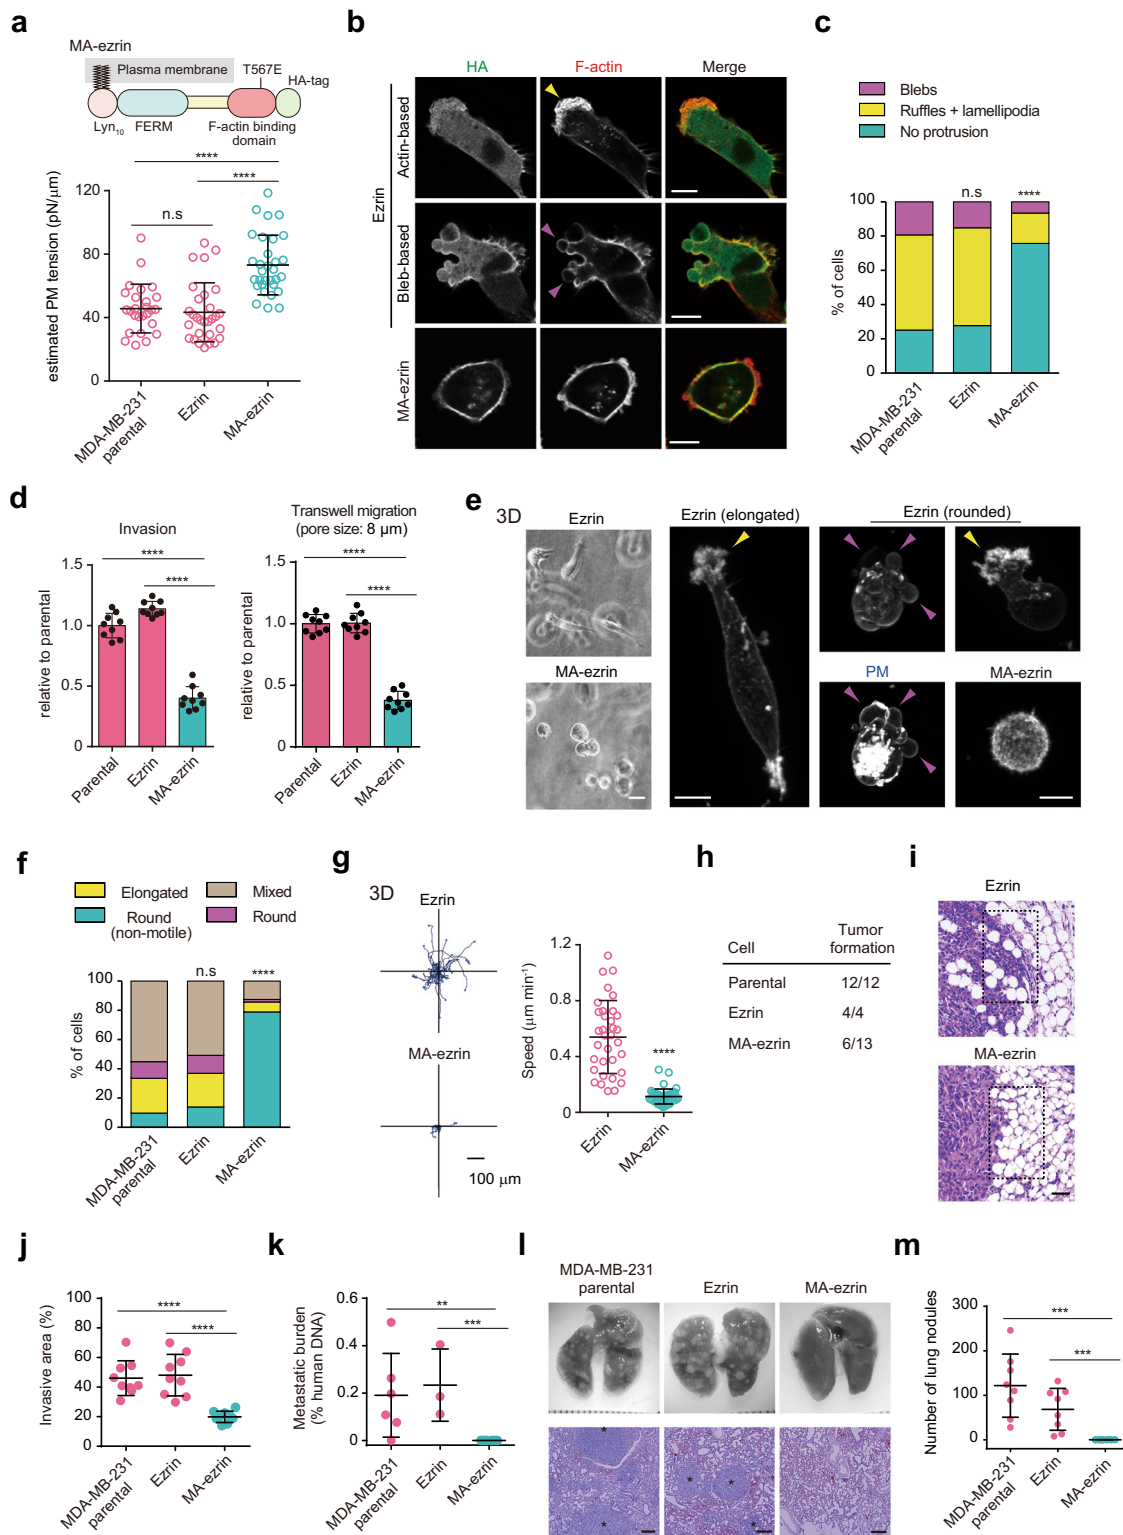 a
MA-ezrin
Plasma membrane
T567E
HA-tag
Lyn10
FERM
F-actin binding
domain
****
****
n.s
estimated PM tension (pN/μm)
120
80
40
0
MDA-MB-231
parental
Ezrin
MA-ezrin
b
HA
F-actin
Merge
Ezrin
Actin-based
Bleb-based
MA-ezrin
c
Blebs
Ruffles + lamellipodia
No protrusion
n.s
****
% of cells
100
80
60
40
20
0
MDA-MB-231
parental
Ezrin
MA-ezrin
d
Invasion
****
****
relative to parental
1.5
1.0
0.5
0
Parental
Ezrin
MA-ezrin
Transwell migration
(pore size: 8 μm)
****
****
relative to parental
1.5
1.0
0.5
0
Parental
Ezrin
MA-ezrin
e
3D
Ezrin
MA-ezrin
Ezrin (elongated)
Ezrin (rounded)
PM
MA-ezrin
f
Elongated
Mixed
Round
(non-motile)
Round
n.s
****
% of cells
100
80
60
40
20
0
MDA-MB-231
parental
Ezrin
MA-ezrin
g
3D
Ezrin
MA-ezrin
100 μm
Speed (μm min-1)
1.2
0.8
0.4
0
****
Ezrin
MA-ezrin
h
Cell
Tumor
formation
Parental 12/12
Ezrin 4/4
MA-ezrin 6/13
i
Ezrin
MA-ezrin
j
****
****
Invasive area (%)
100
80
60
40
20
0
MDA-MB-231
parental
Ezrin
MA-ezrin
k
**
***
Metastatic burden
(% human DNA)
0.6
0.4
0.2
0
MDA-MB-231
parental
Ezrin
MA-ezrin
l
MDA-MB-231
parental
Ezrin
MA-ezrin
*
*
*
*
*
m
***
***
Number of lung nodules
300
200
100
0
MDA-MB-231
parental
Ezrin
MA-ezrin